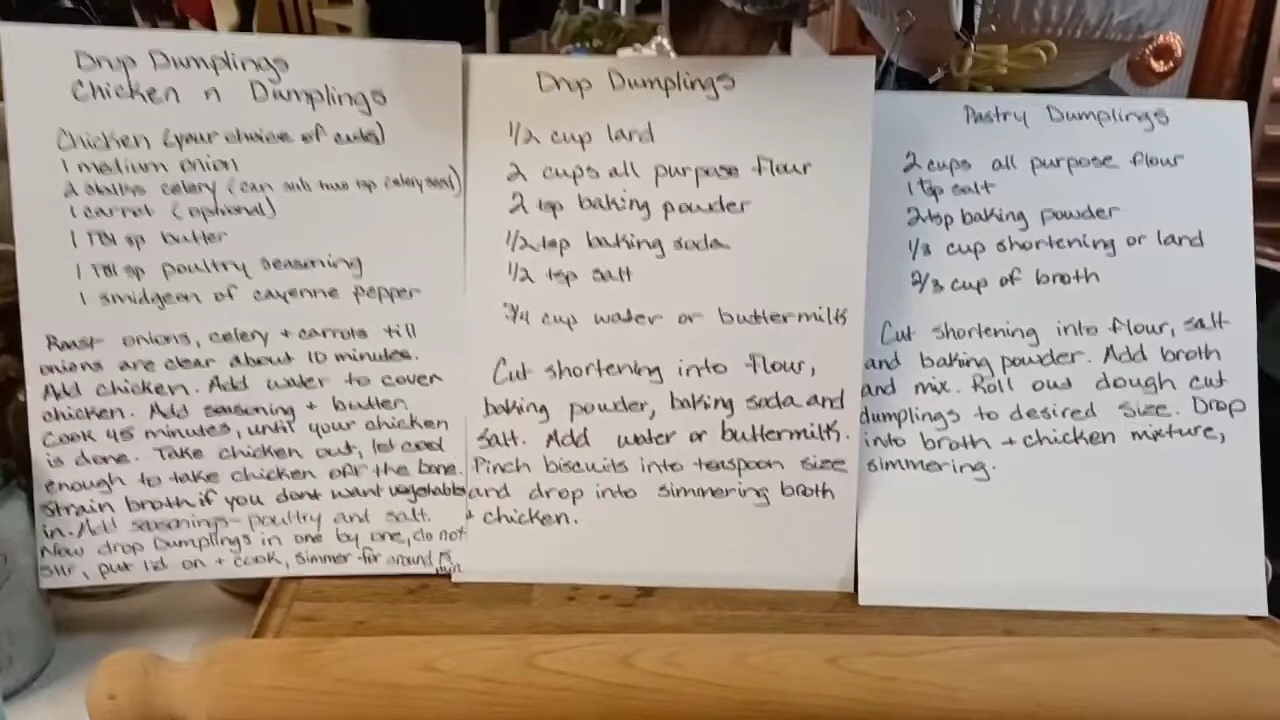 Drop Dumplings
Chicken n Dumplings
Chicken (your choice of cuts)
1 medium onion
2 stalks celery (can sub two tsp celery seal)
1 carrot (optional)
1 Tbl sp butter
1 Tbl sp poultry seasoning
1 smidgeon of cayenne pepper
Roast onions, celery + carrots till
onions are clear about 10 minutes.
Add chicken. Add water to cover
chicken. Add seasoning + butter
Cook 45 minutes, until your chicken
is done. Take chicken out, let cool
enough to take chicken off the bone.
Strain broth if you dont want vegetables
in. Add seasonings - poultry and salt.
Now drop Dumplings in one by one, do not
stir, put lid on + cook, simmer for around 15
min
Drop Dumplings
1/2 cup lard
2 cups all purpose flour
2 tsp baking powder
1/2 tsp baking soda
1/2 tsp salt
3/4 cup water or buttermilk
Cut shortening into flour,
baking powder, baking soda and
salt. Add water or buttermilk.
Pinch biscuits into teaspoon size
and drop into simmering broth
+ chicken.
Pastry Dumplings
2 cups all purpose flour
1 tsp salt
2 tsp baking powder
1/3 cup shortening or lard
2/3 cup of broth
Cut shortening into flour, salt
and baking powder. Add broth
and mix. Roll out dough cut
dumplings to desired size. Drop
into broth + chicken mixture,
simmering.